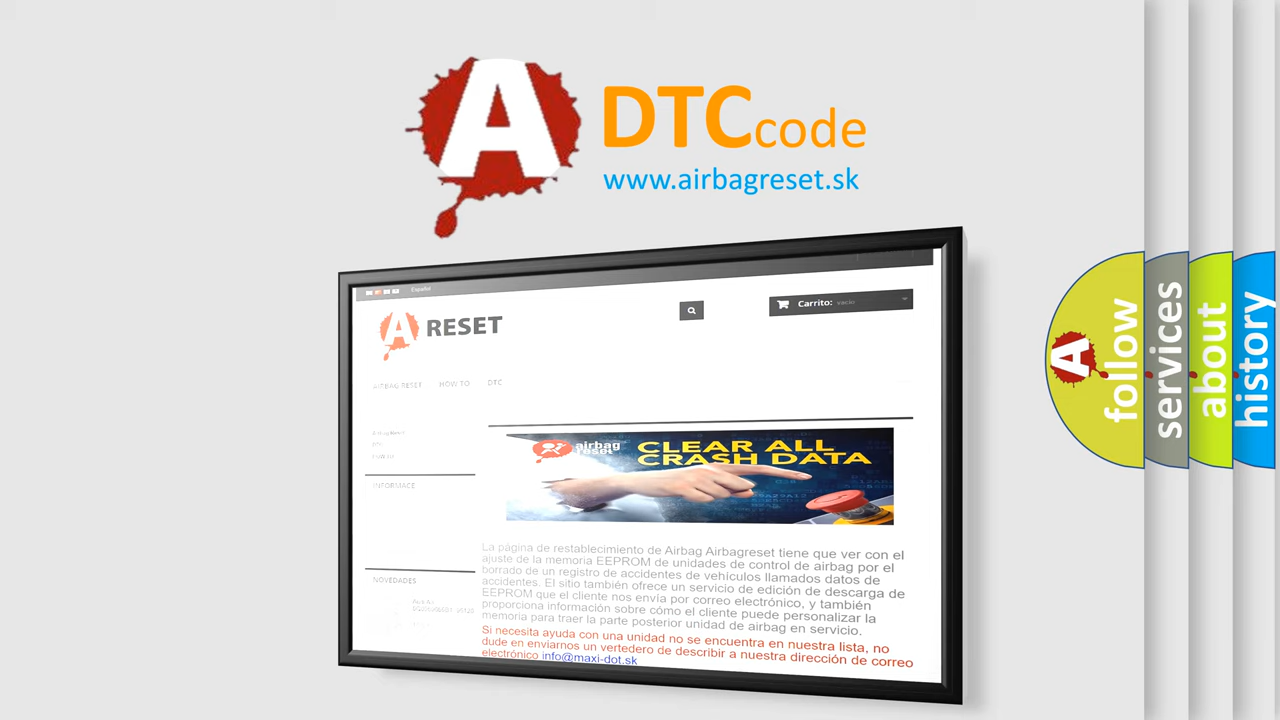 A DTCcode
www.airbagreset.sk
Español
A RESET
Carrito: vacío
AIRBAG RESET HOW TO DTC
INFORMACE
airbag
reset
CLEAR ALL
CRASH DATA
La página de restablecimiento de Airbag Airbagreset tiene que ver con el
ajuste de la memoria EEPROM de unidades de control de airbag por el
borrado de un registro de accidentes de vehículos llamados datos de
accidentes. El sitio también ofrece un servicio de edición de descarga de
EEPROM que el cliente nos envía por correo electrónico, y también
proporciona información sobre cómo el cliente puede personalizar la
memoria para traer la parte posterior unidad de airbag en servicio.
Si necesita ayuda con una unidad no se encuentra en nuestra lista, no
dude en enviarnos un vertedero de describir a nuestra dirección de correo
electrónico info@maxi-dot.sk
NOVEDADES
A
follow
services
about
history